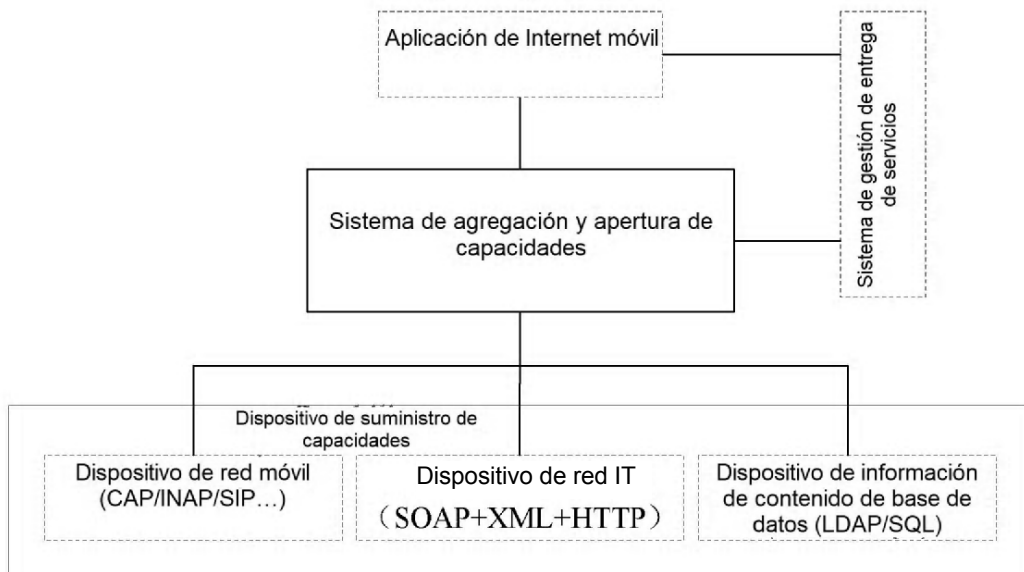 Aplicación de Internet móvil
Sistema de gestión de entrega
de servicios
Sistema de agregación y apertura de
capacidades
Dispositivo de suministro de
capacidades
Dispositivo de red móvil
(CAP/INAP/SIP…)
Dispositivo de red IT
（SOAP+XML+HTTP）
Dispositivo de información
de contenido de base de
datos (LDAP/SQL)